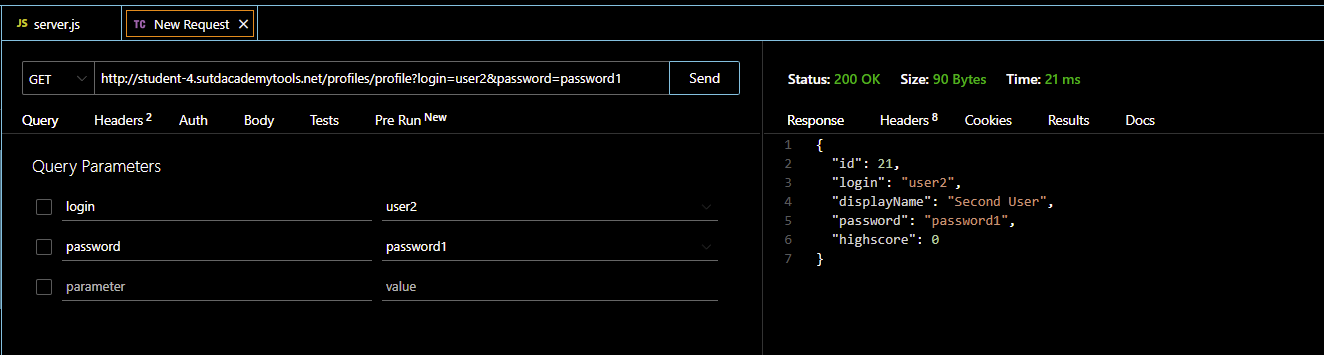 JS server.js TC New Request ×
GET http://student-4.sutdacademytools.net/profiles/profile?login=user2&password=password1 Send
Query Headers 2 Auth Body Tests Pre Run New
Query Parameters
login user2
password password1
parameter value
Status: 200 OK Size: 90 Bytes Time: 21 ms
Response Headers 8 Cookies Results Docs
1 {
2 "id": 21,
3 "login": "user2",
4 "displayName": "Second User",
5 "password": "password1",
6 "highscore": 0
7 }